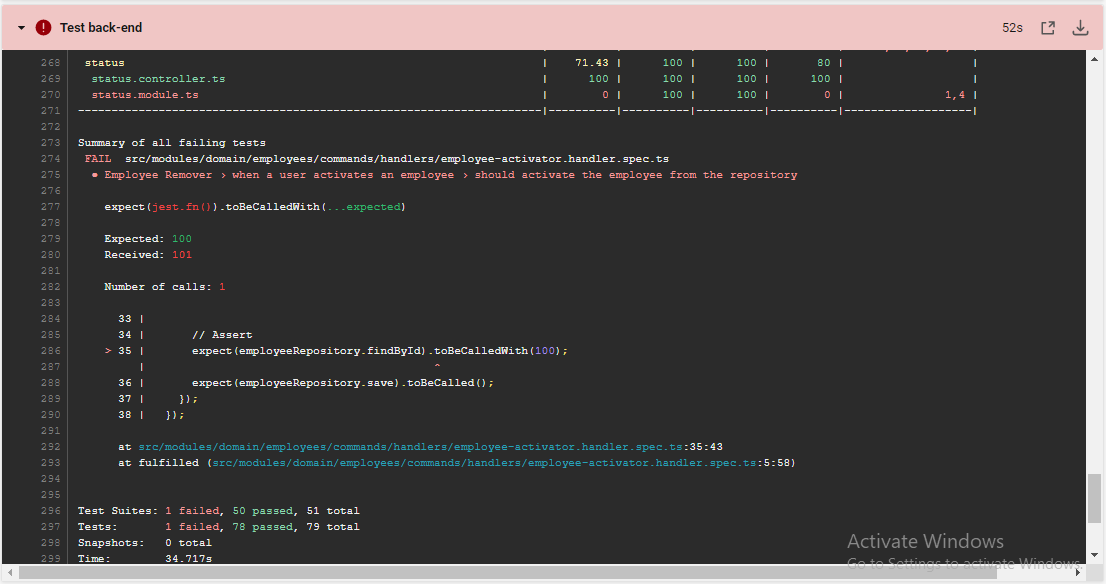 Test back-end 52s
268 status | 71.43 | 100 | 100 | 80 | |
269 status.controller.ts | 100 | 100 | 100 | 100 | |
270 status.module.ts | 0 | 100 | 100 | 0 | 1,4 |
271 ---------------------------------------------------------------------|----------|----------|----------|----------|-------------------|
272
273 Summary of all failing tests
274 FAIL src/modules/domain/employees/commands/handlers/employee-activator.handler.spec.ts
275 ● Employee Remover › when a user activates an employee › should activate the employee from the repository
276
277 expect(jest.fn()).toBeCalledWith(...expected)
278
279 Expected: 100
280 Received: 101
281
282 Number of calls: 1
283
284 33 |
285 34 | // Assert
286 > 35 | expect(employeeRepository.findById).toBeCalledWith(100);
287 | ^
288 36 | expect(employeeRepository.save).toBeCalled();
289 37 | });
290 38 | });
291
292 at src/modules/domain/employees/commands/handlers/employee-activator.handler.spec.ts:35:43
293 at fulfilled (src/modules/domain/employees/commands/handlers/employee-activator.handler.spec.ts:5:58)
294
295
296 Test Suites: 1 failed, 50 passed, 51 total
297 Tests: 1 failed, 78 passed, 79 total
298 Snapshots: 0 total
299 Time: 34.717s
Activate Windows
Go to Settings to activate Windows.